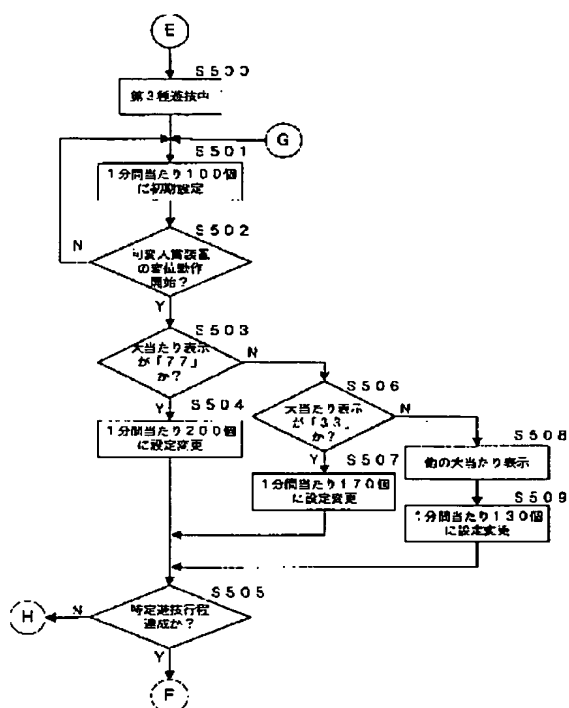 E
S500
第3種遊技中
G
S501
1分間当たり100個
に初期設定
S502
N
可変入賞装置
の変位動作
開始？
Y
S503
大当たり表示
が「77」
か？
N
Y
S504
1分間当たり200個
に設定変更
S506
大当たり表示
が「33」
か？
N
Y
S507
1分間当たり170個
に設定変更
S508
他の大当たり表示
S509
1分間当たり130個
に設定変更
S505
H
N
遊技行程
達成か？
Y
F